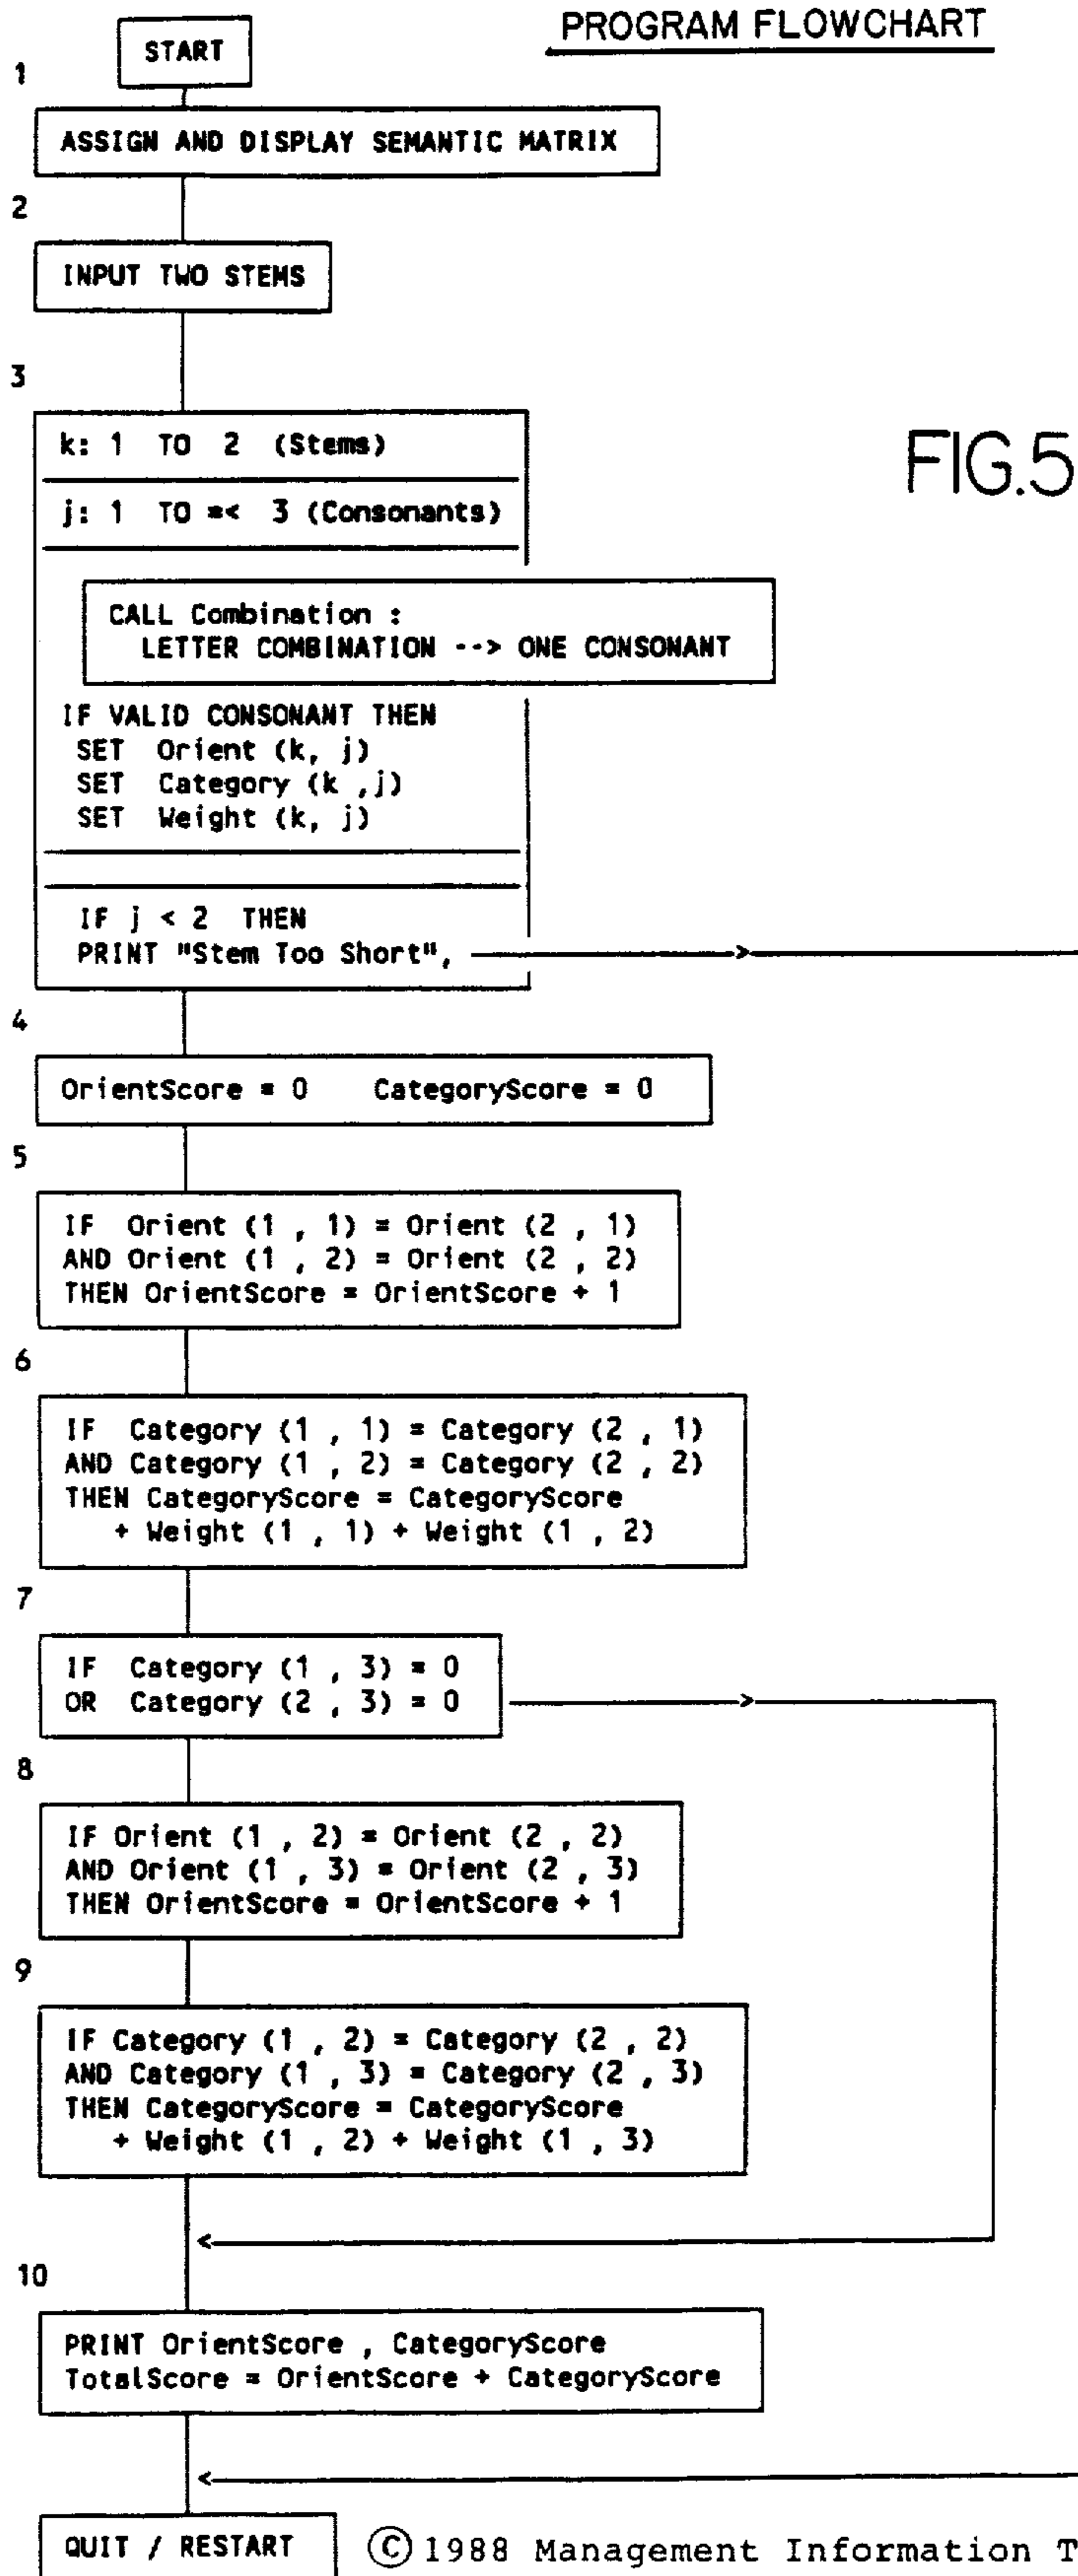 PROGRAM FLOWCHART
START
1
ASSIGN AND DISPLAY SEMANTIC MATRIX
2
INPUT TWO STEMS
3
k: 1 TO 2 (Stems)
FIG.5
j: 1 TO =< 3 (Consonants)
CALL Combination :
LETTER COMBINATION --> ONE CONSONANT
IF VALID CONSONANT THEN
SET Orient (k, j)
SET Category (k ,j)
SET Weight (k, j)
IF j < 2 THEN
PRINT "Stem Too Short",
4
OrientScore = 0 CategoryScore = 0
5
IF Orient (1 , 1) = Orient (2 , 1)
AND Orient (1 , 2) = Orient (2 , 2)
THEN OrientScore = OrientScore + 1
6
IF Category (1 , 1) = Category (2 , 1)
AND Category (1 , 2) = Category (2 , 2)
THEN CategoryScore = CategoryScore
+ Weight (1 , 1) + Weight (1 , 2)
7
IF Category (1 , 3) = 0
OR Category (2 , 3) = 0
8
IF Orient (1 , 2) = Orient (2 , 2)
AND Orient (1 , 3) = Orient (2 , 3)
THEN OrientScore = OrientScore + 1
9
IF Category (1 , 2) = Category (2 , 2)
AND Category (1 , 3) = Category (2 , 3)
THEN CategoryScore = CategoryScore
+ Weight (1 , 2) + Weight (1 , 3)
10
PRINT OrientScore , CategoryScore
TotalScore = OrientScore + CategoryScore
QUIT / RESTART
© 1988 Management Information T